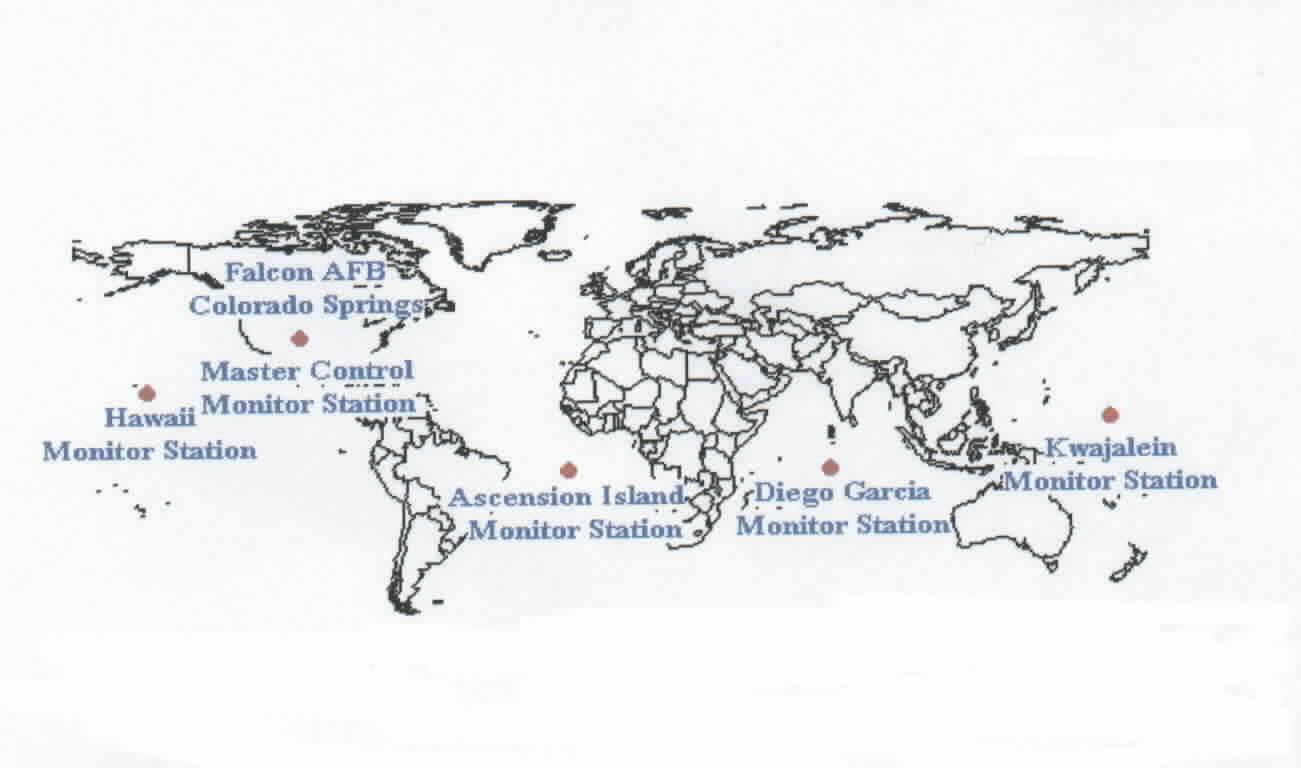 Falcon AFB
Colorado Springs
Master Control
Monitor Station
Hawaii
Monitor Station
Ascension Island
Monitor Station
Diego Garcia
Monitor Station
Kwajalein
Monitor Station